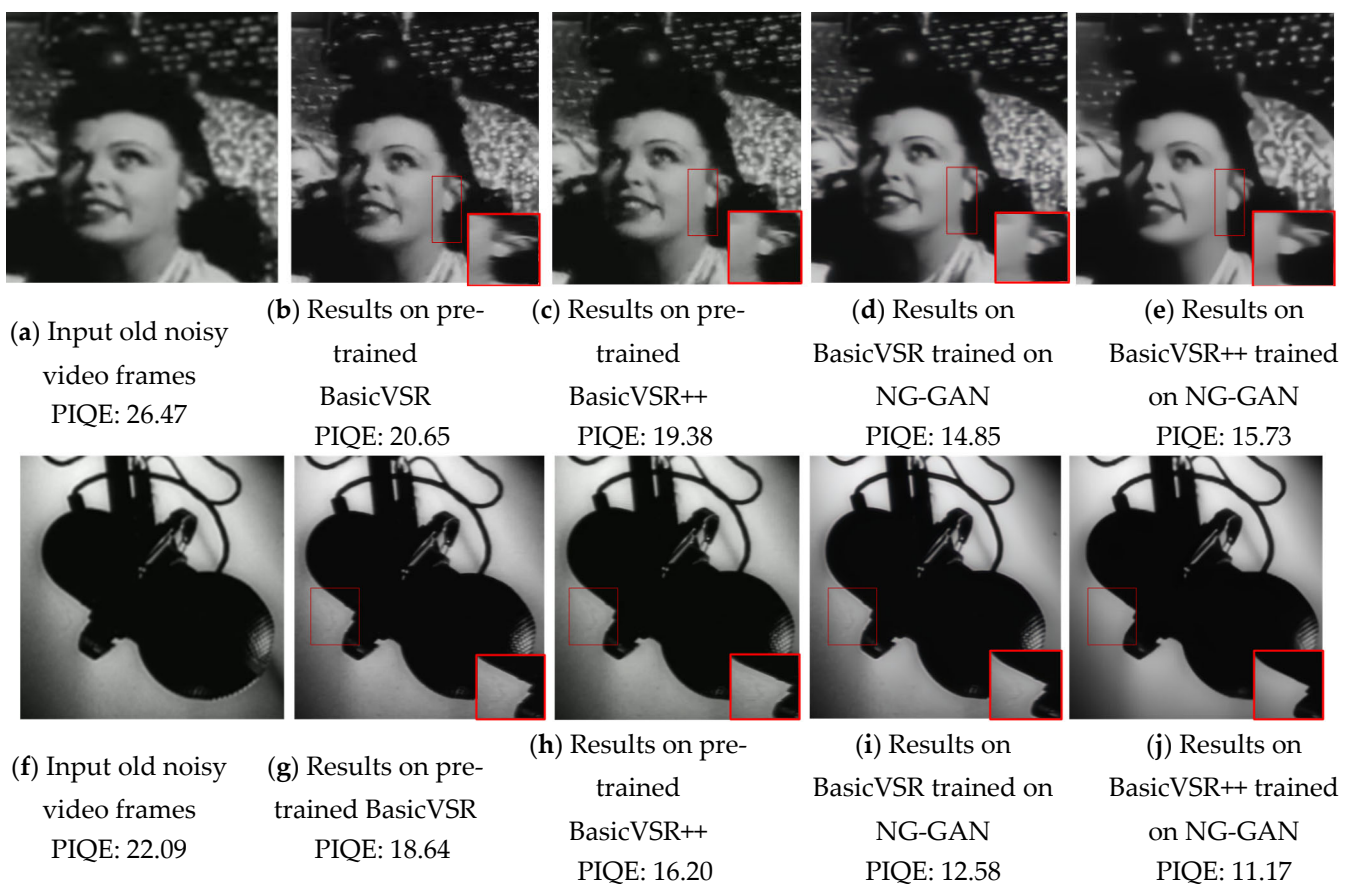 (a) Input old noisy
video frames
PIQE: 26.47
(b) Results on pre-
trained
BasicVSR
PIQE: 20.65
(c) Results on pre-
trained
BasicVSR++
PIQE: 19.38
(d) Results on
BasicVSR trained on
NG-GAN
PIQE: 14.85
(e) Results on
BasicVSR++ trained
on NG-GAN
PIQE: 15.73
(f) Input old noisy
video frames
PIQE: 22.09
(g) Results on pre-
trained BasicVSR
PIQE: 18.64
(h) Results on pre-
trained
BasicVSR++
PIQE: 16.20
(i) Results on
BasicVSR trained on
NG-GAN
PIQE: 12.58
(j) Results on
BasicVSR++ trained
on NG-GAN
PIQE: 11.17